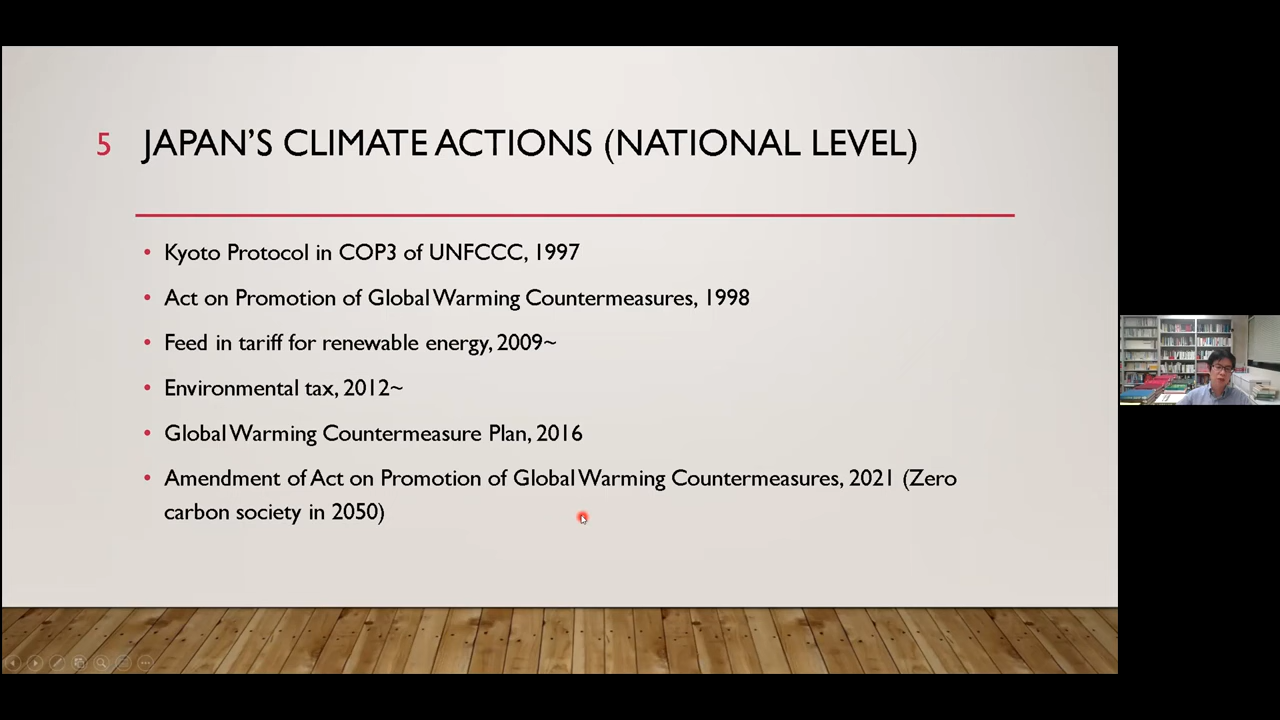 5 JAPAN'S CLIMATE ACTIONS (NATIONAL LEVEL)
• Kyoto Protocol in COP3 of UNFCCC, 1997
• Act on Promotion of Global Warming Countermeasures, 1998
• Feed in tariff for renewable energy, 2009~
• Environmental tax, 2012~
• Global Warming Countermeasure Plan, 2016
• Amendment of Act on Promotion of Global Warming Countermeasures, 2021 (Zero
carbon society in 2050)